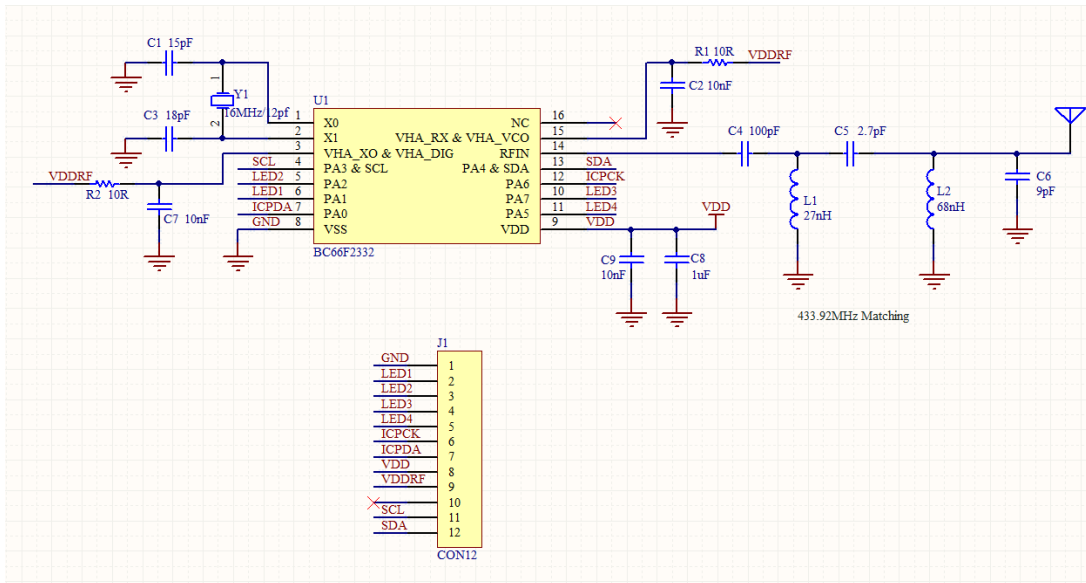 C1 15pF
1
Y1
16MHz/12pf
2
C3 18pF
VDDRF
R2 10R
C7 10nF
U1
1 X0
2 X1
3 VHA_XO & VHA_DIG
SCL 4 PA3 & SCL
LED2 5 PA2
LED1 6 PA1
ICPDA 7 PA0
GND 8 VSS
NC 16
VHA_RX & VHA_VCO 15
RFIN 14
PA4 & SDA 13 SDA
PA6 12 ICPCK
PA7 10 LED3
PA5 11 LED4
VDD 9 VDD
BC66F2332
R1 10R VDDRF
C2 10nF
VDD
C9
10nF
C8
1uF
C4 100pF
C5 2.7pF
L1
27nH
L2
68nH
C6
9pF
433.92MHz Matching
J1
GND 1
LED1 2
LED2 3
LED3 4
LED4 5
ICPCK 6
ICPDA 7
VDD 8
VDDRF 9
10
SCL 11
SDA 12
CON12